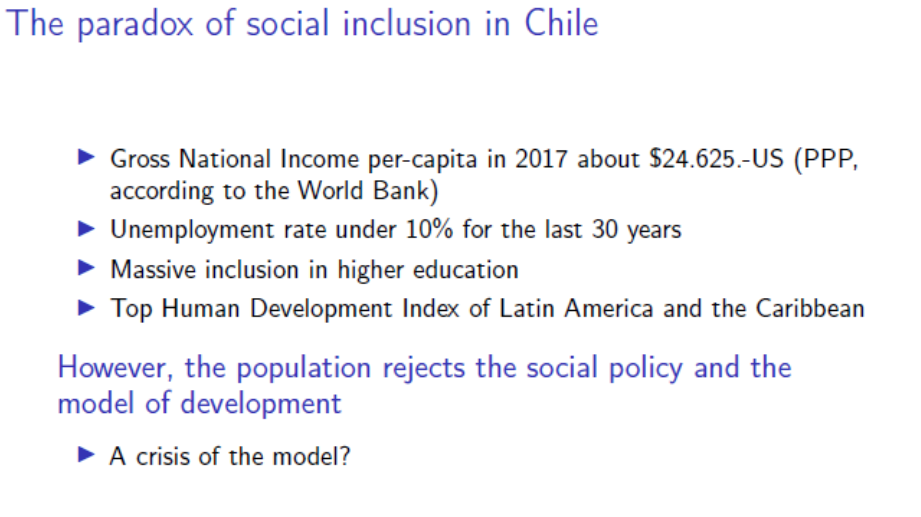 The paradox of social inclusion in Chile
Gross National Income per-capita in 2017 about $24.625.-US (PPP,
according to the World Bank)
Unemployment rate under 10% for the last 30 years
Massive inclusion in higher education
Top Human Development Index of Latin America and the Caribbean
However, the population rejects the social policy and the
model of development
A crisis of the model?